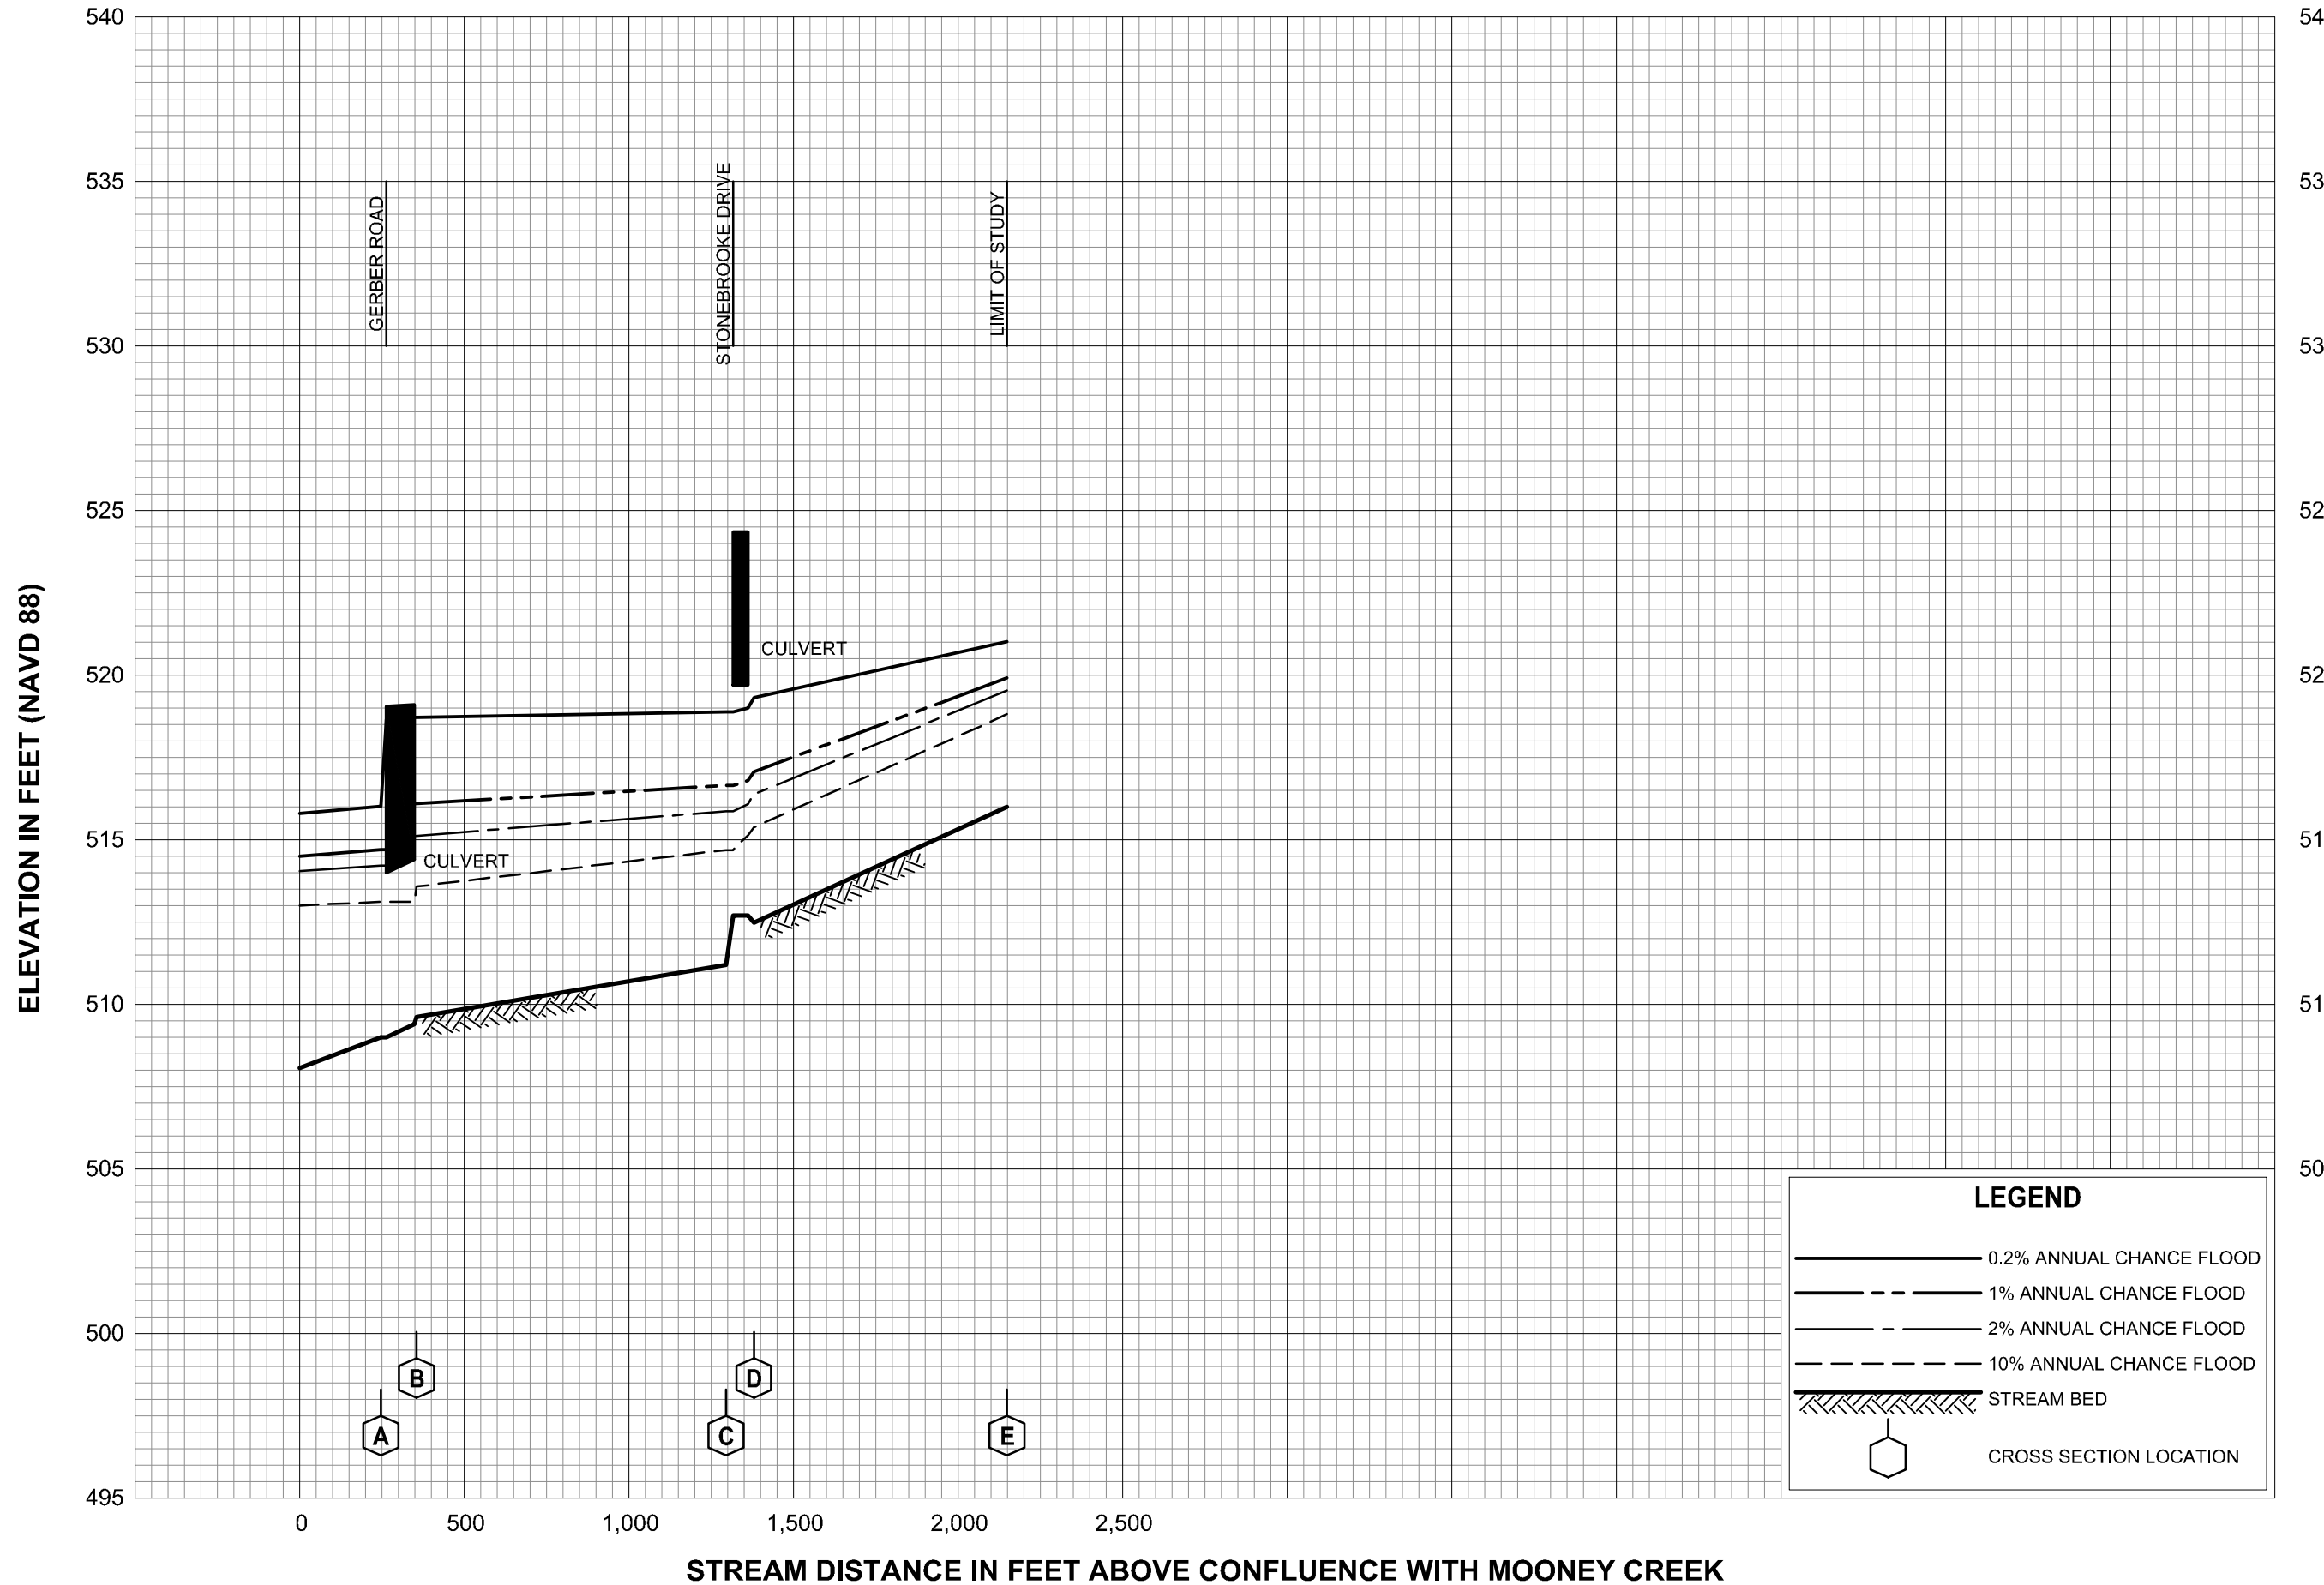 540
535
530
525
520
515
510
505
500
495
54
53
53
52
52
51
51
50
ELEVATION IN FEET (NAVD 88)
GERBER ROAD
STONEBROOKE DRIVE
LIMIT OF STUDY
CULVERT
CULVERT
B
D
A
C
E
LEGEND
0.2% ANNUAL CHANCE FLOOD
1% ANNUAL CHANCE FLOOD
2% ANNUAL CHANCE FLOOD
10% ANNUAL CHANCE FLOOD
STREAM BED
CROSS SECTION LOCATION
0 500 1,000 1,500 2,000 2,500
STREAM DISTANCE IN FEET ABOVE CONFLUENCE WITH MOONEY CREEK